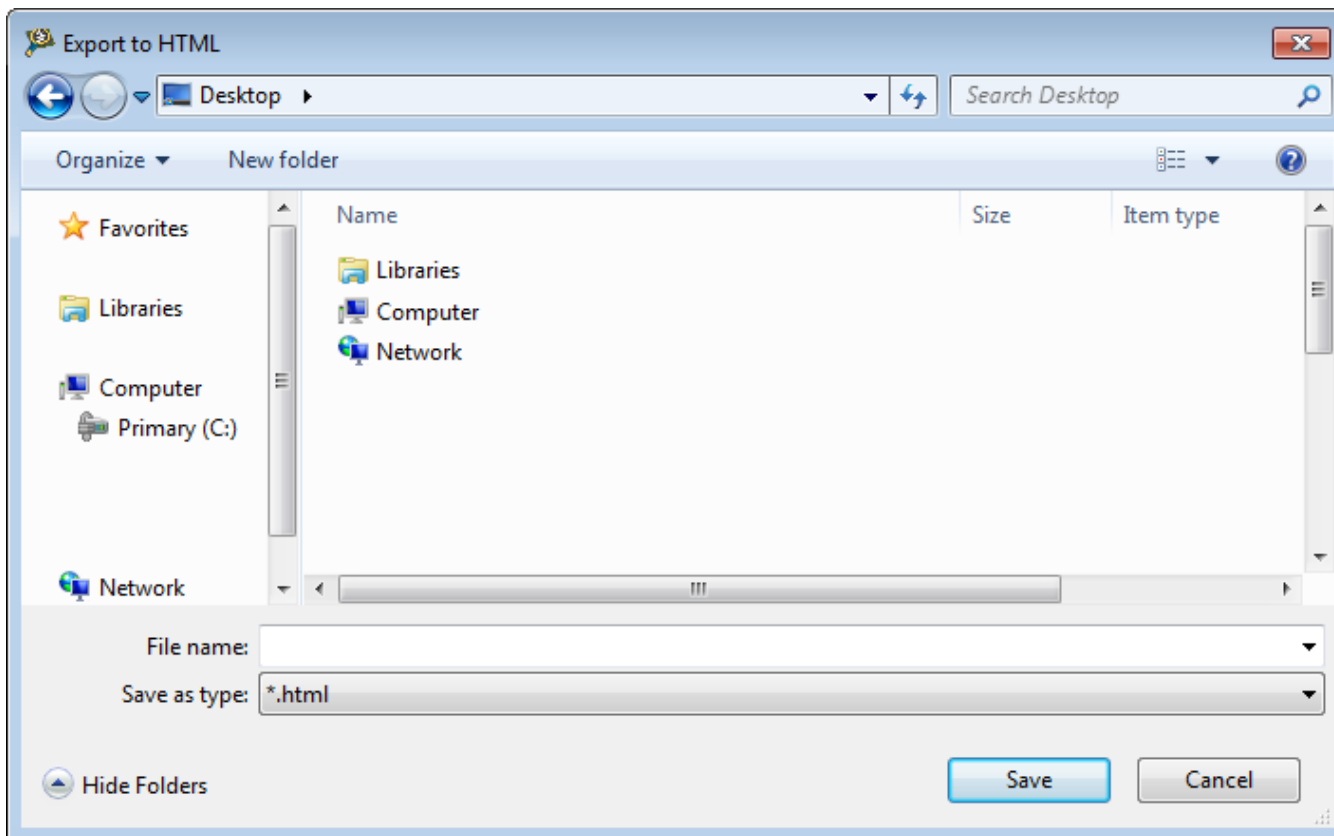 Export to HTML
Desktop
Search Desktop
Organize
New folder
Favorites
Libraries
Computer
Primary (C:)
Network
Name
Size
Item type
Libraries
Computer
Network
File name:
Save as type:
*.html
Hide Folders
Save
Cancel